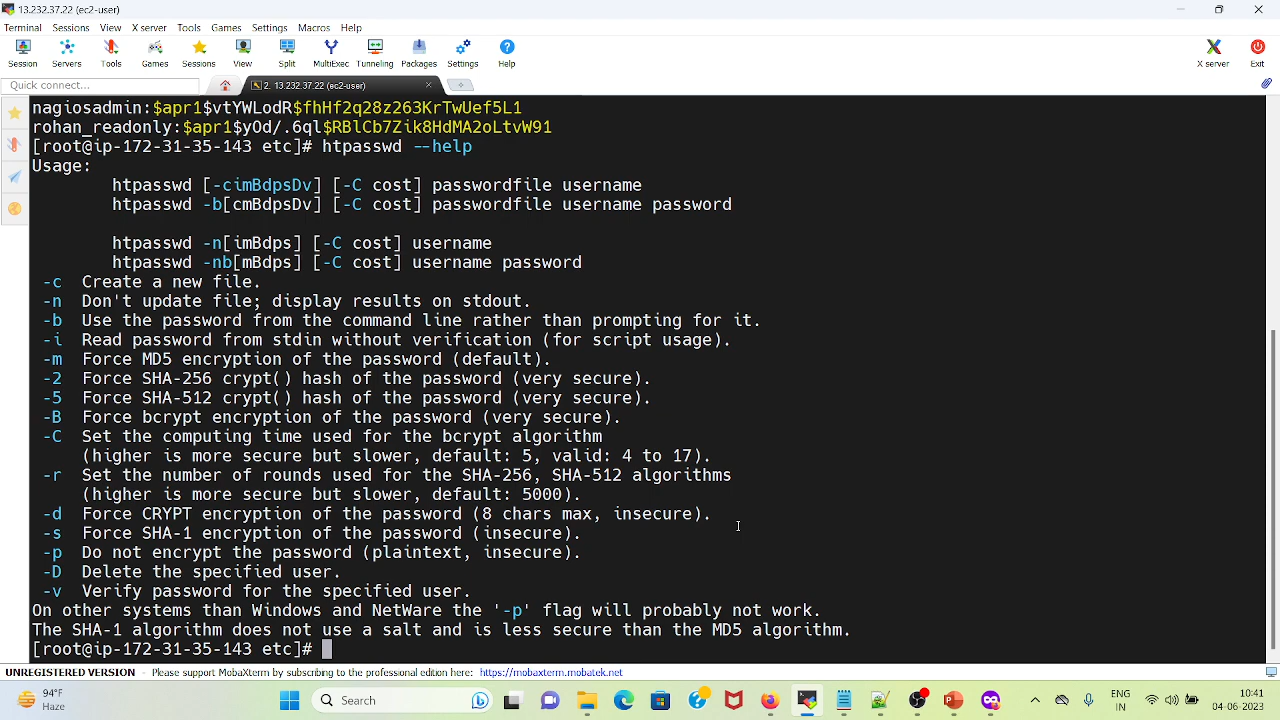 13.232.37.22 (ec2-user)
Terminal Sessions View X server Tools Games Settings Macros Help
Session Servers Tools Games Sessions View Split MultiExec Tunneling Packages Settings Help X server Exit
Quick connect... 2. 13.232.37.22 (ec2-user)
nagiosadmin:$apr1$vtYWLodR$fhHf2q28z263KrTwUef5L1
rohan_readonly:$apr1$yOd/.6ql$RBlCb7Zik8HdMA2oLtvW91
[root@ip-172-31-35-143 etc]# htpasswd --help
Usage:
htpasswd [-cimBdpsDv] [-C cost] passwordfile username
htpasswd -b[cmBdpsDv] [-C cost] passwordfile username password
htpasswd -n[imBdps] [-C cost] username
htpasswd -nb[mBdps] [-C cost] username password
-c Create a new file.
-n Don't update file; display results on stdout.
-b Use the password from the command line rather than prompting for it.
-i Read password from stdin without verification (for script usage).
-m Force MD5 encryption of the password (default).
-2 Force SHA-256 crypt() hash of the password (very secure).
-5 Force SHA-512 crypt() hash of the password (very secure).
-B Force bcrypt encryption of the password (very secure).
-C Set the computing time used for the bcrypt algorithm
(higher is more secure but slower, default: 5, valid: 4 to 17).
-r Set the number of rounds used for the SHA-256, SHA-512 algorithms
(higher is more secure but slower, default: 5000).
-d Force CRYPT encryption of the password (8 chars max, insecure).
-s Force SHA-1 encryption of the password (insecure).
-p Do not encrypt the password (plaintext, insecure).
-D Delete the specified user.
-v Verify password for the specified user.
On other systems than Windows and NetWare the '-p' flag will probably not work.
The SHA-1 algorithm does not use a salt and is less secure than the MD5 algorithm.
[root@ip-172-31-35-143 etc]#
UNREGISTERED VERSION - Please support MobaXterm by subscribing to the professional edition here: https://mobaxterm.mobatek.net
94°F
Haze
Search
ENG
IN
10:41
04-06-2023